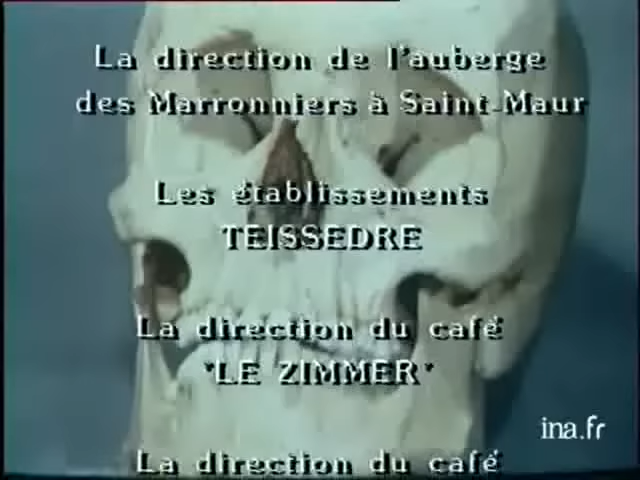 La direction de l'auberge
des Marronniers à Saint-Maur
Les établissements
TEISSEDRE
La direction du café
"LE ZIMMER"
La direction du café
ina.fr